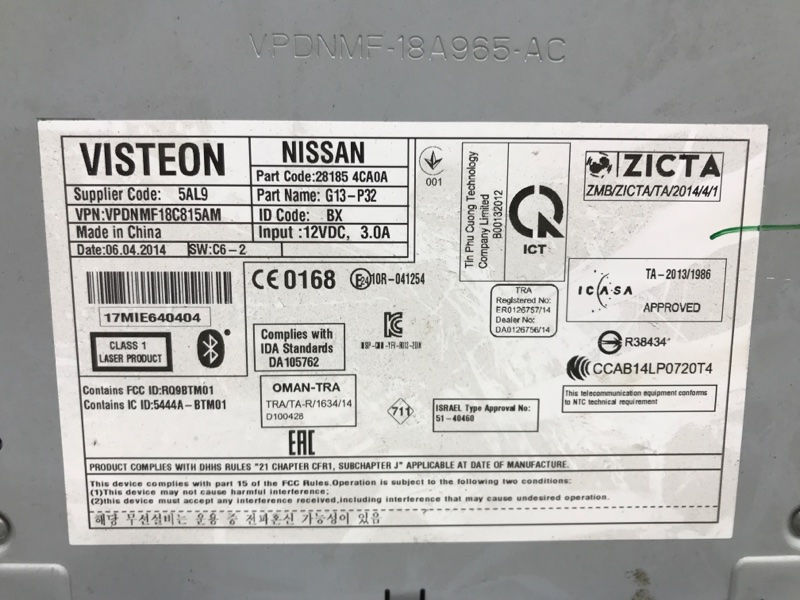 VPDNMF-18A965-AC
VISTEON
NISSAN
Part Code:28185 4CA0A
Supplier Code: 5AL9
Part Name: G13-P32
VPN:VPDNMF18C815AM
ID Code: BX
Made in China
Input :12VDC, 3.0A
Date:06.04.2014 SW:C6-2
001
Tin Phu Cuong Technology
Company Limited
B00132012
ICT
ZICTA
ZMB/ZICTA/TA/2014/4/1
17MIE640404
CE 0168
E24 10R-041254
TRA
Registered No:
ER0126757/14
Dealer No:
DA0126756/14
ICASA
TA-2013/1986
APPROVED
CLASS 1
LASER PRODUCT
Complies with
IDA Standards
DA105762
R38434
CCAB14LP0720T4
Contains FCC ID:RQ9BTM01
Contains IC ID:5444A-BTM01
OMAN-TRA
TRA/TA-R/1634/14
D100428
711
ISRAEL Type Approval No:
51-40460
This telecommunication equipment conforms
to NTC technical requirement
EAC
PRODUCT COMPLIES WITH DHHS RULES "21 CHAPTER CFR1, SUBCHAPTER J" APPLICABLE AT DATE OF MANUFACTURE.
This device complies with part 15 of the FCC Rules.Operation is subject to the following two conditions:
(1)This device may not cause harmful interference;
(2)this device must accept any interference received,including interference that may cause undesired operation.
해당 무선설비는 운용 중 전파혼신 가능성이 있음